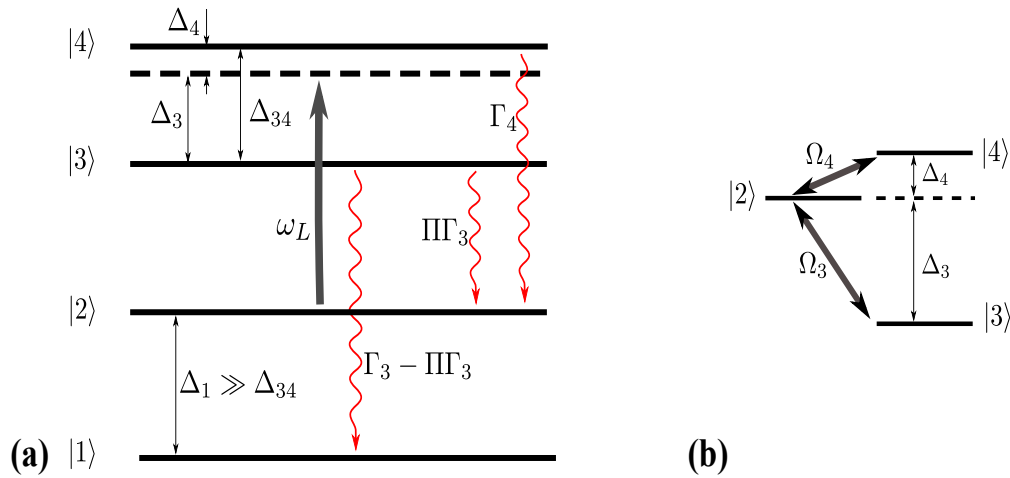 |4⟩
Δ₄
Δ₃
Δ₃₄
Γ₄
|3⟩
ω_L
ΠΓ₃
|2⟩
Δ₁ ≫ Δ₃₄
Γ₃ − ΠΓ₃
(a)
|1⟩
Ω₄
|4⟩
Δ₄
|2⟩
Ω₃
Δ₃
|3⟩
(b)